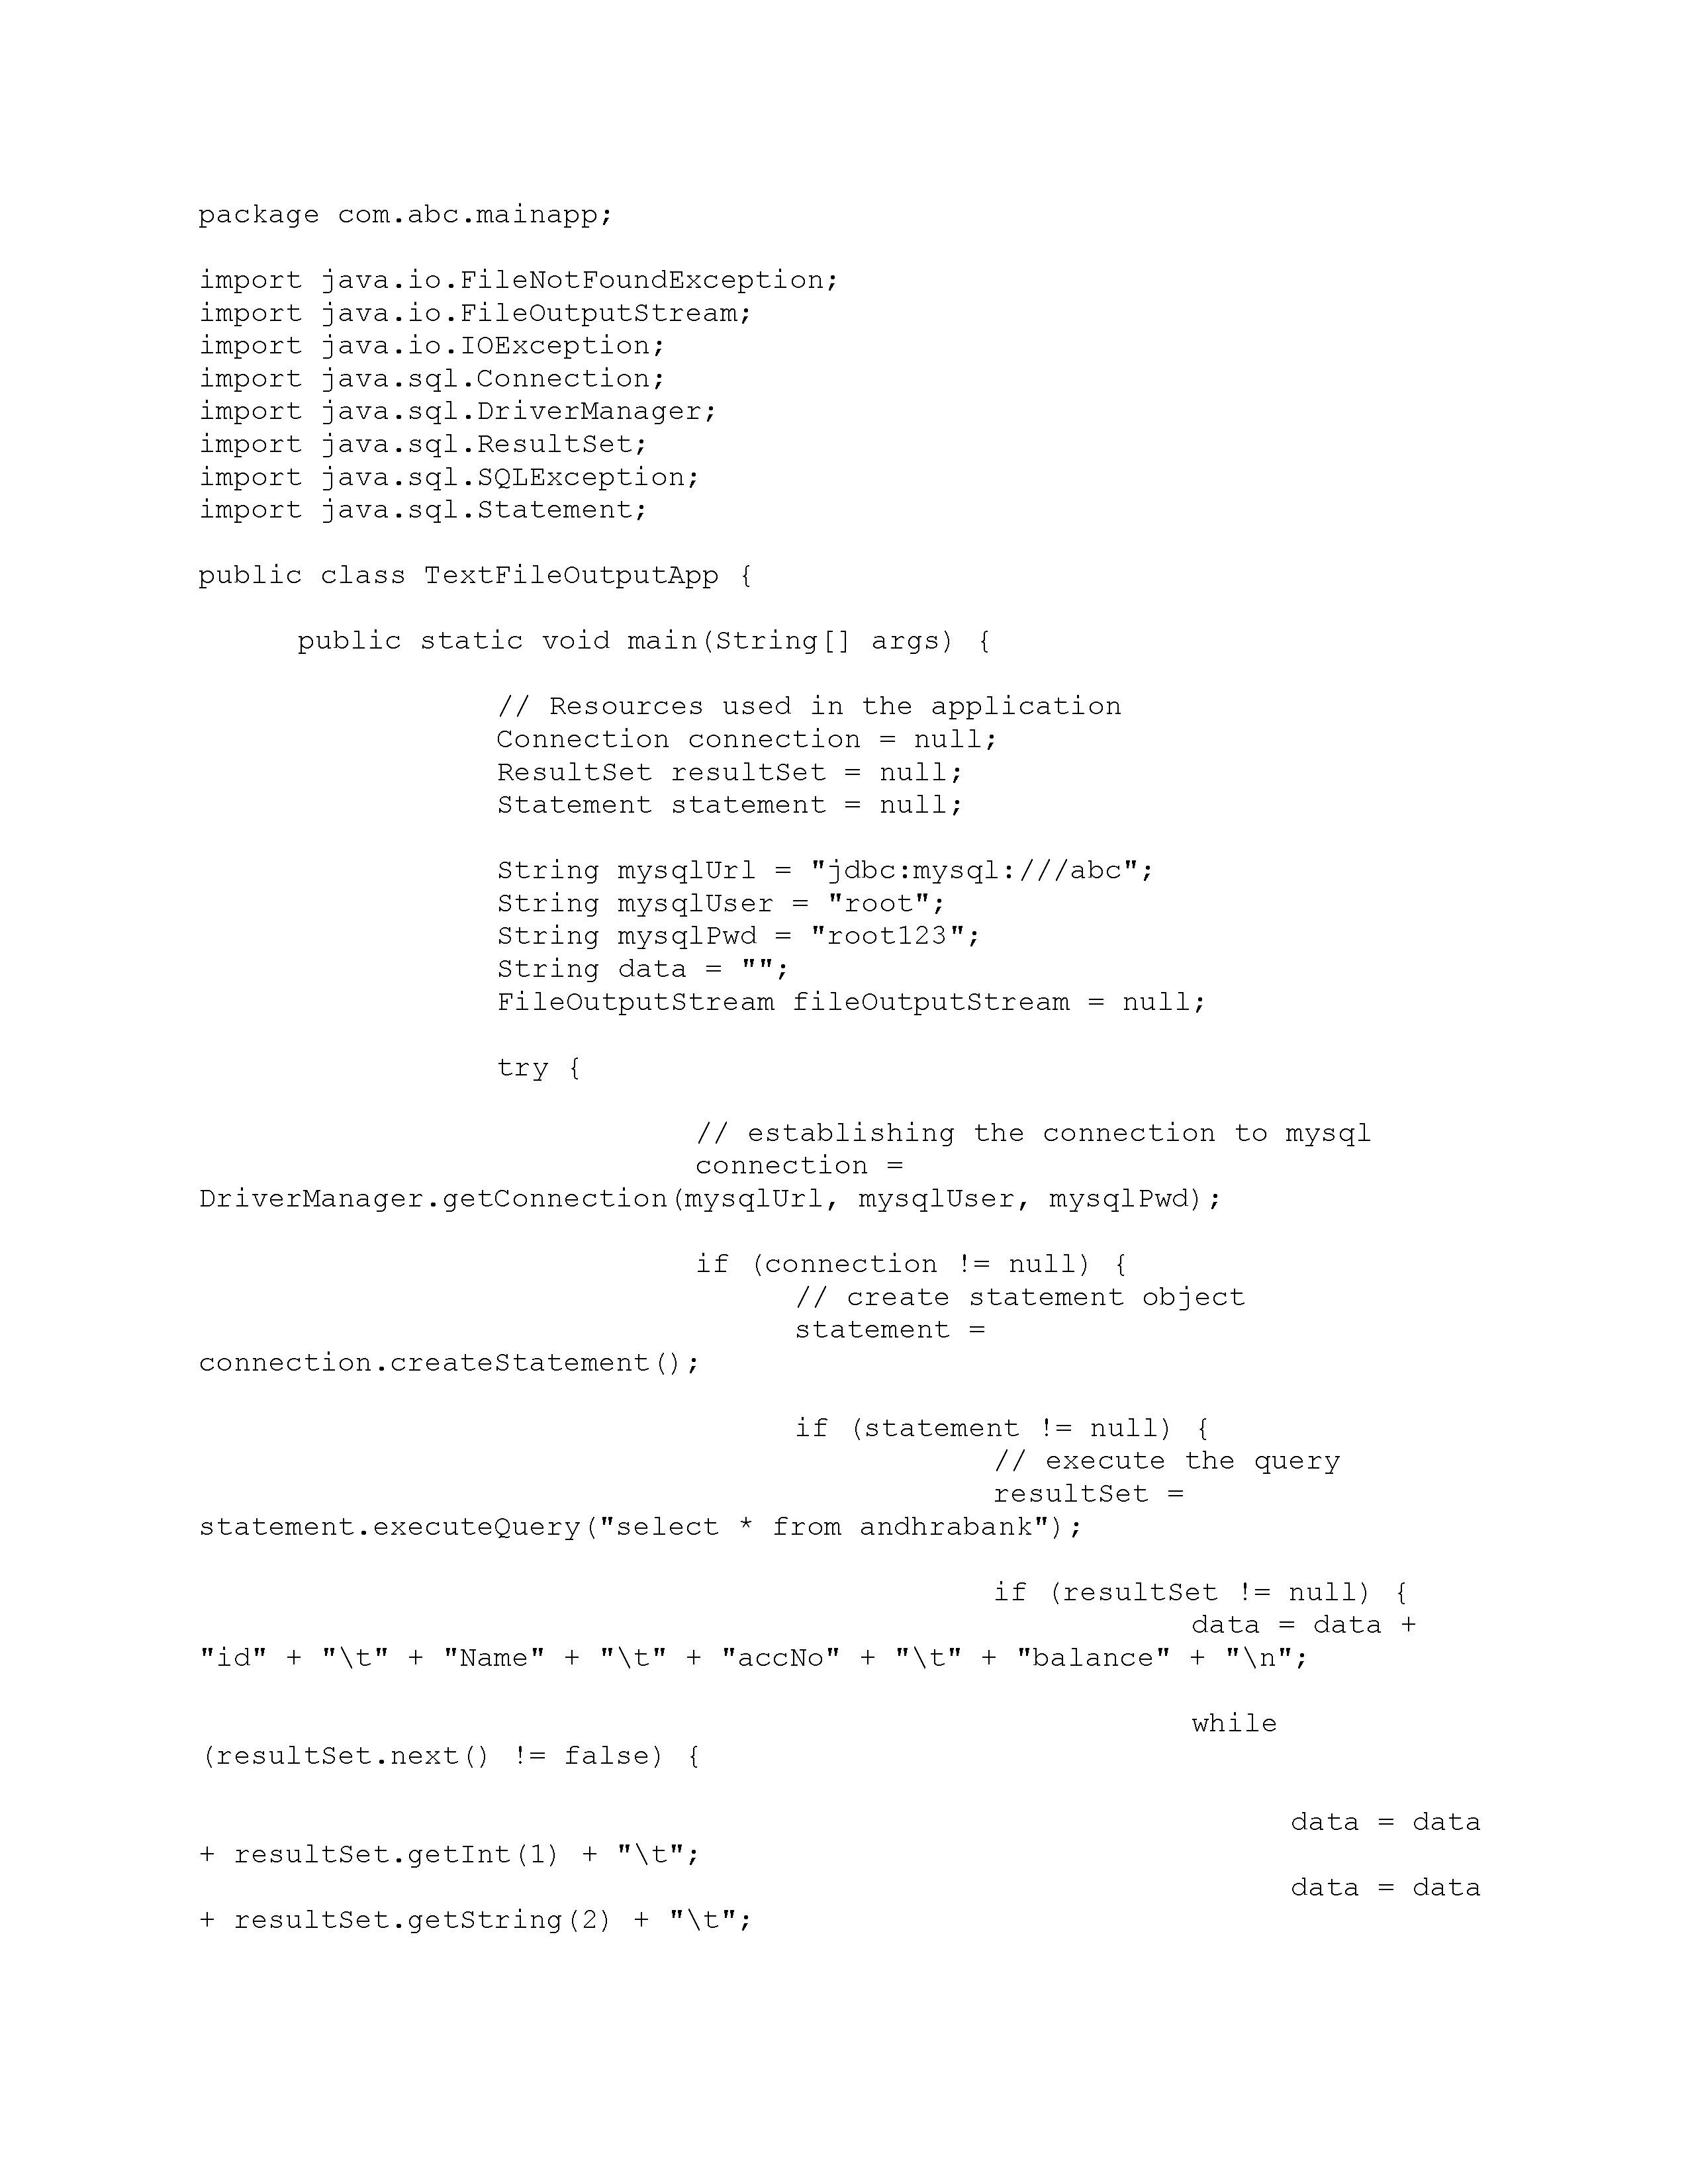 package com.abc.mainapp;
import java.io.FileNotFoundException;
import java.io.FileOutputStream;
import java.io.IOException;
import java.sql.Connection;
import java.sql.DriverManager;
import java.sql.ResultSet;
import java.sql.SQLException;
import java.sql.Statement;
public class TextFileOutputApp {
public static void main(String[] args) {
// Resources used in the application
Connection connection = null;
ResultSet resultSet = null;
Statement statement = null;
String mysqlUrl = "jdbc:mysql:///abc";
String mysqlUser = "root";
String mysqlPwd = "root123";
String data = "";
FileOutputStream fileOutputStream = null;
try {
// establishing the connection to mysql
connection =
DriverManager.getConnection(mysqlUrl, mysqlUser, mysqlPwd);
if (connection != null) {
// create statement object
statement =
connection.createStatement();
if (statement != null) {
// execute the query
resultSet =
statement.executeQuery("select * from andhrabank");
if (resultSet != null) {
data = data +
"id" + "\t" + "Name" + "\t" + "accNo" + "\t" + "balance" + "\n";
while
(resultSet.next() != false) {
data = data
+ resultSet.getInt(1) + "\t";
data = data
+ resultSet.getString(2) + "\t";